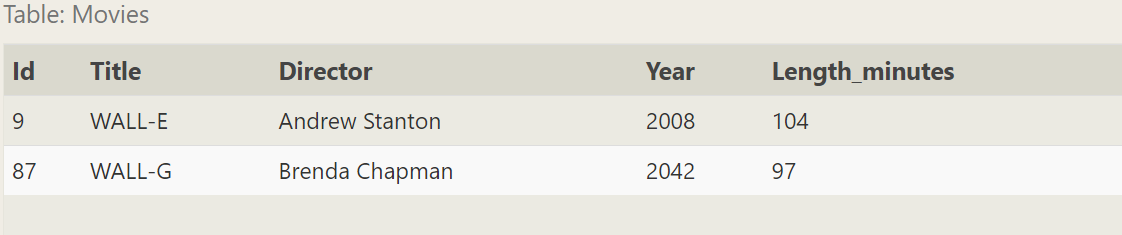 Table: Movies
Id Title Director Year Length_minutes
9 WALL-E Andrew Stanton 2008 104
87 WALL-G Brenda Chapman 2042 97